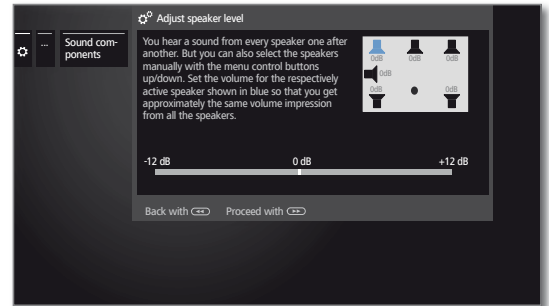 Adjust speaker level
...
Sound com-
ponents
You hear a sound from every speaker one after
another. But you can also select the speakers
manually with the menu control buttons
up/down. Set the volume for the respectively
active speaker shown in blue so that you get
approximately the same volume impression
from all the speakers.
0dB 0dB 0dB
0dB
0dB 0dB
-12 dB 0 dB +12 dB
Back with Proceed with